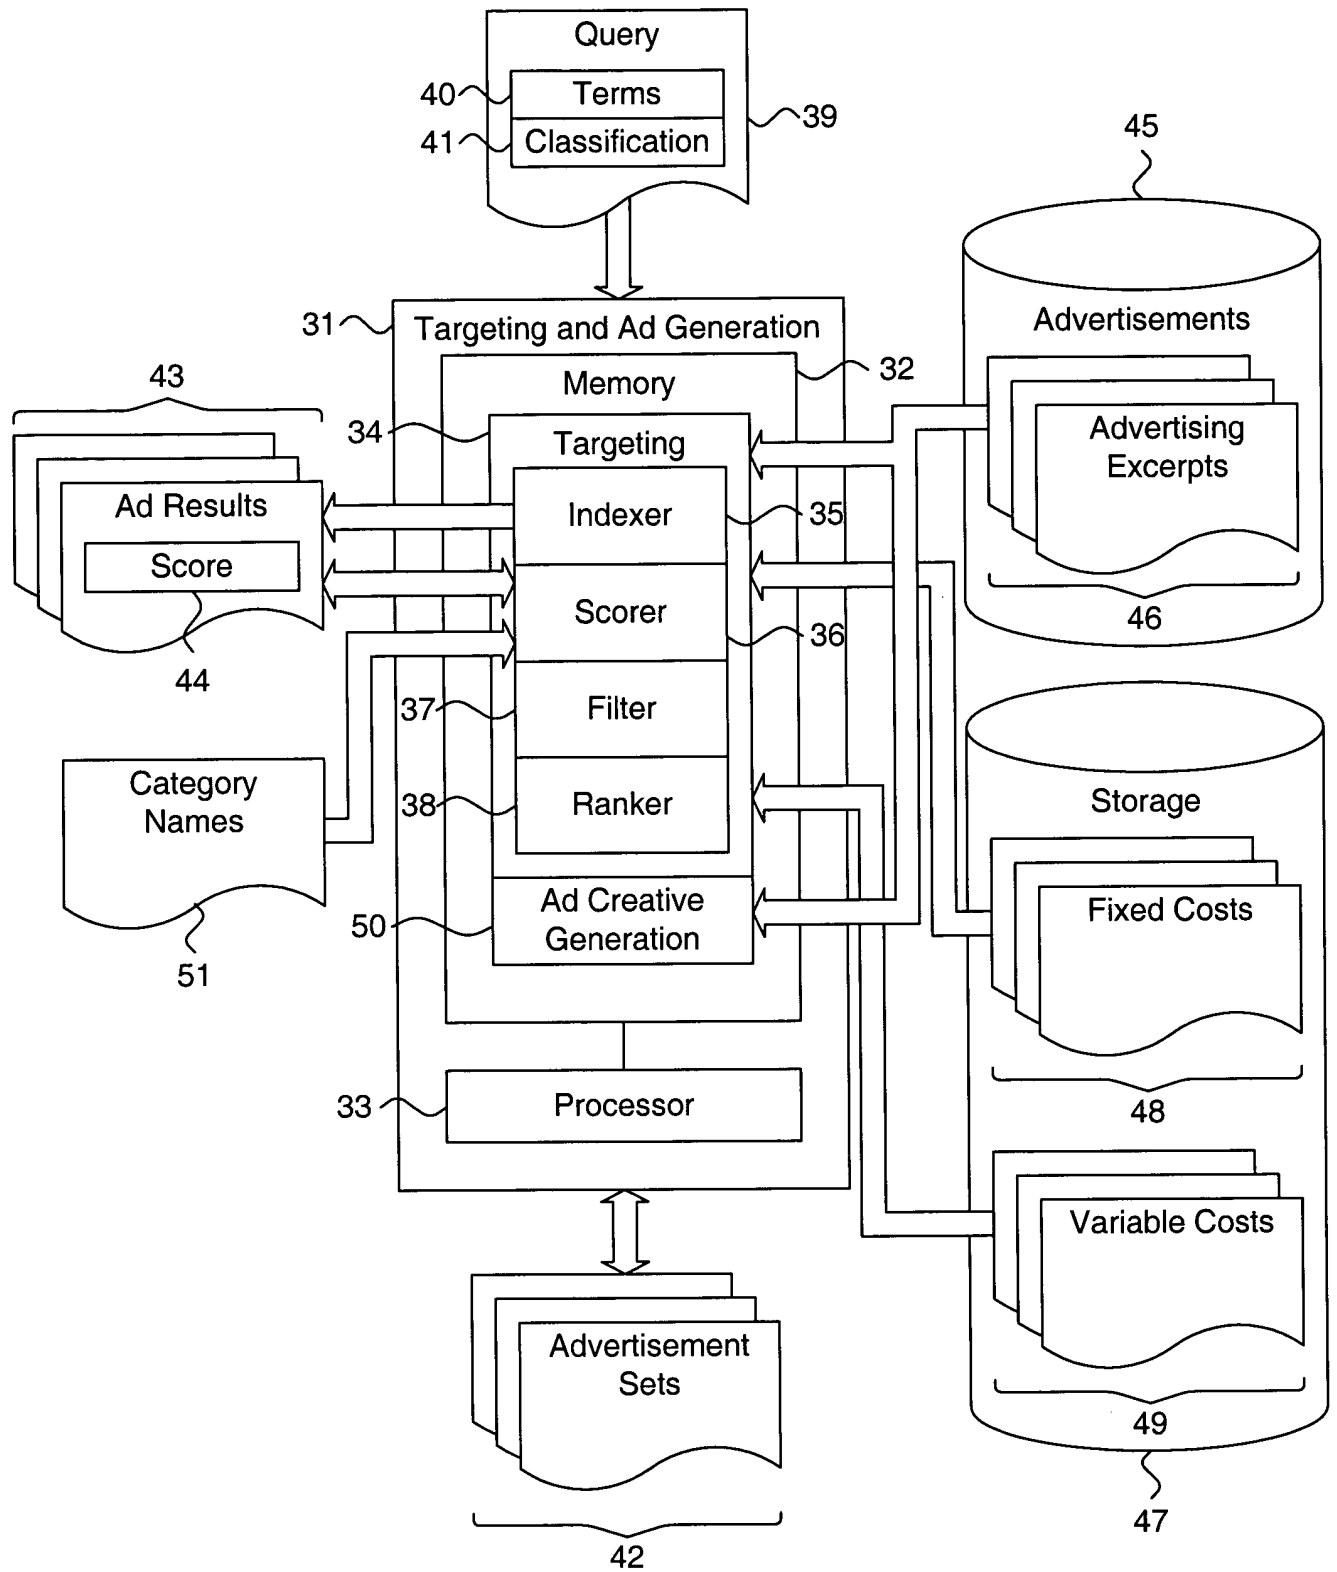 Query
40
Terms
39
41
Classification
45
31
Targeting and Ad Generation
Advertisements
32
Memory
43
34
Targeting
Advertising
Excerpts
Ad Results
Indexer
35
Score
Scorer
36
46
44
37
Filter
Category
Names
38
Ranker
Storage
50
Ad Creative
Generation
Fixed Costs
51
33
Processor
48
Variable Costs
Advertisement
Sets
49
47
42